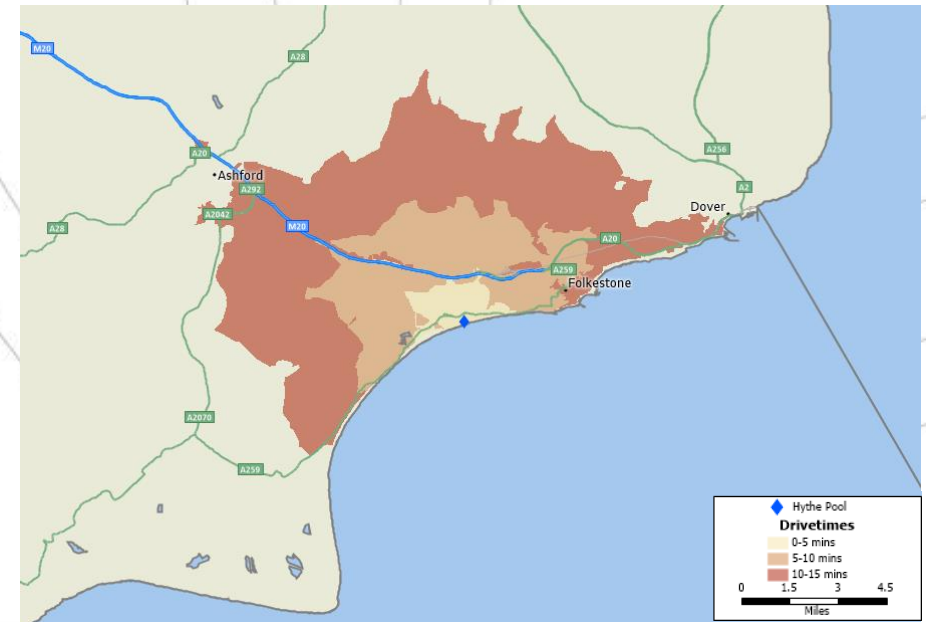 M20
A28
A20
A256
Ashford
A292
A2
A2042
Dover
M20
A28
A20
A259
Folkestone
A2070
A259
Hythe Pool
Drivetimes
0-5 mins
5-10 mins
10-15 mins
0 1.5 3 4.5
Miles